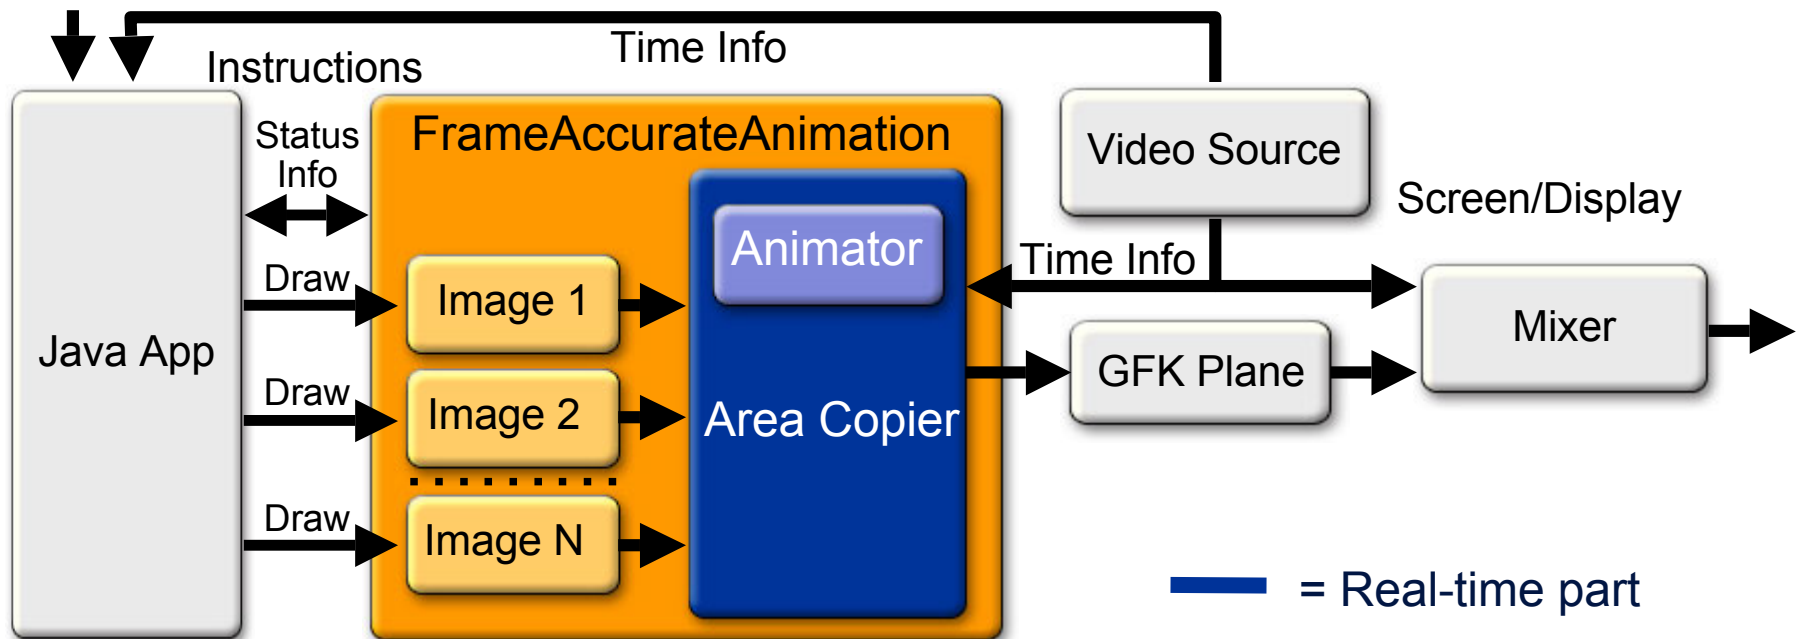 Time Info
Instructions
Status
Info
FrameAccurateAnimation
Video Source
Screen/Display
Animator
Time Info
Draw
Image 1
Mixer
Java App
GFK Plane
Draw
Image 2
Area Copier
Draw
Image N
= Real-time part